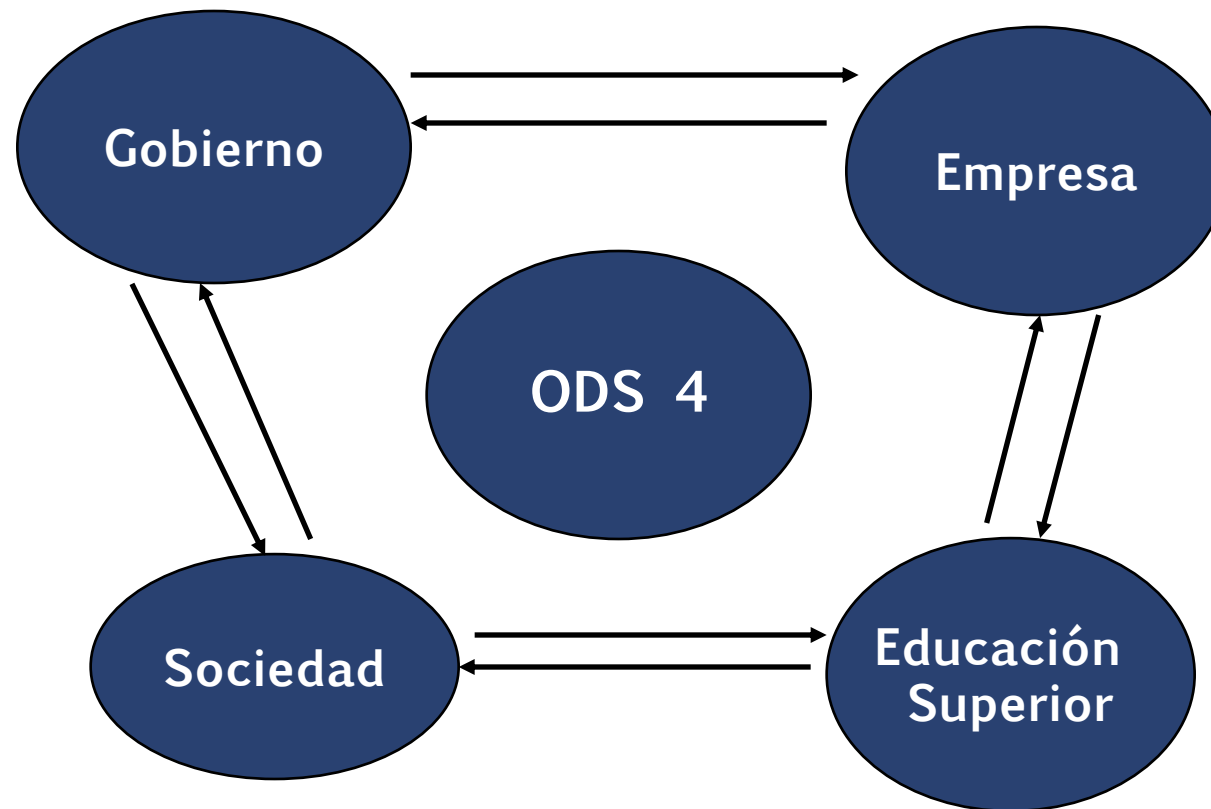 Gobierno
Empresa
ODS 4
Sociedad
Educación
Superior